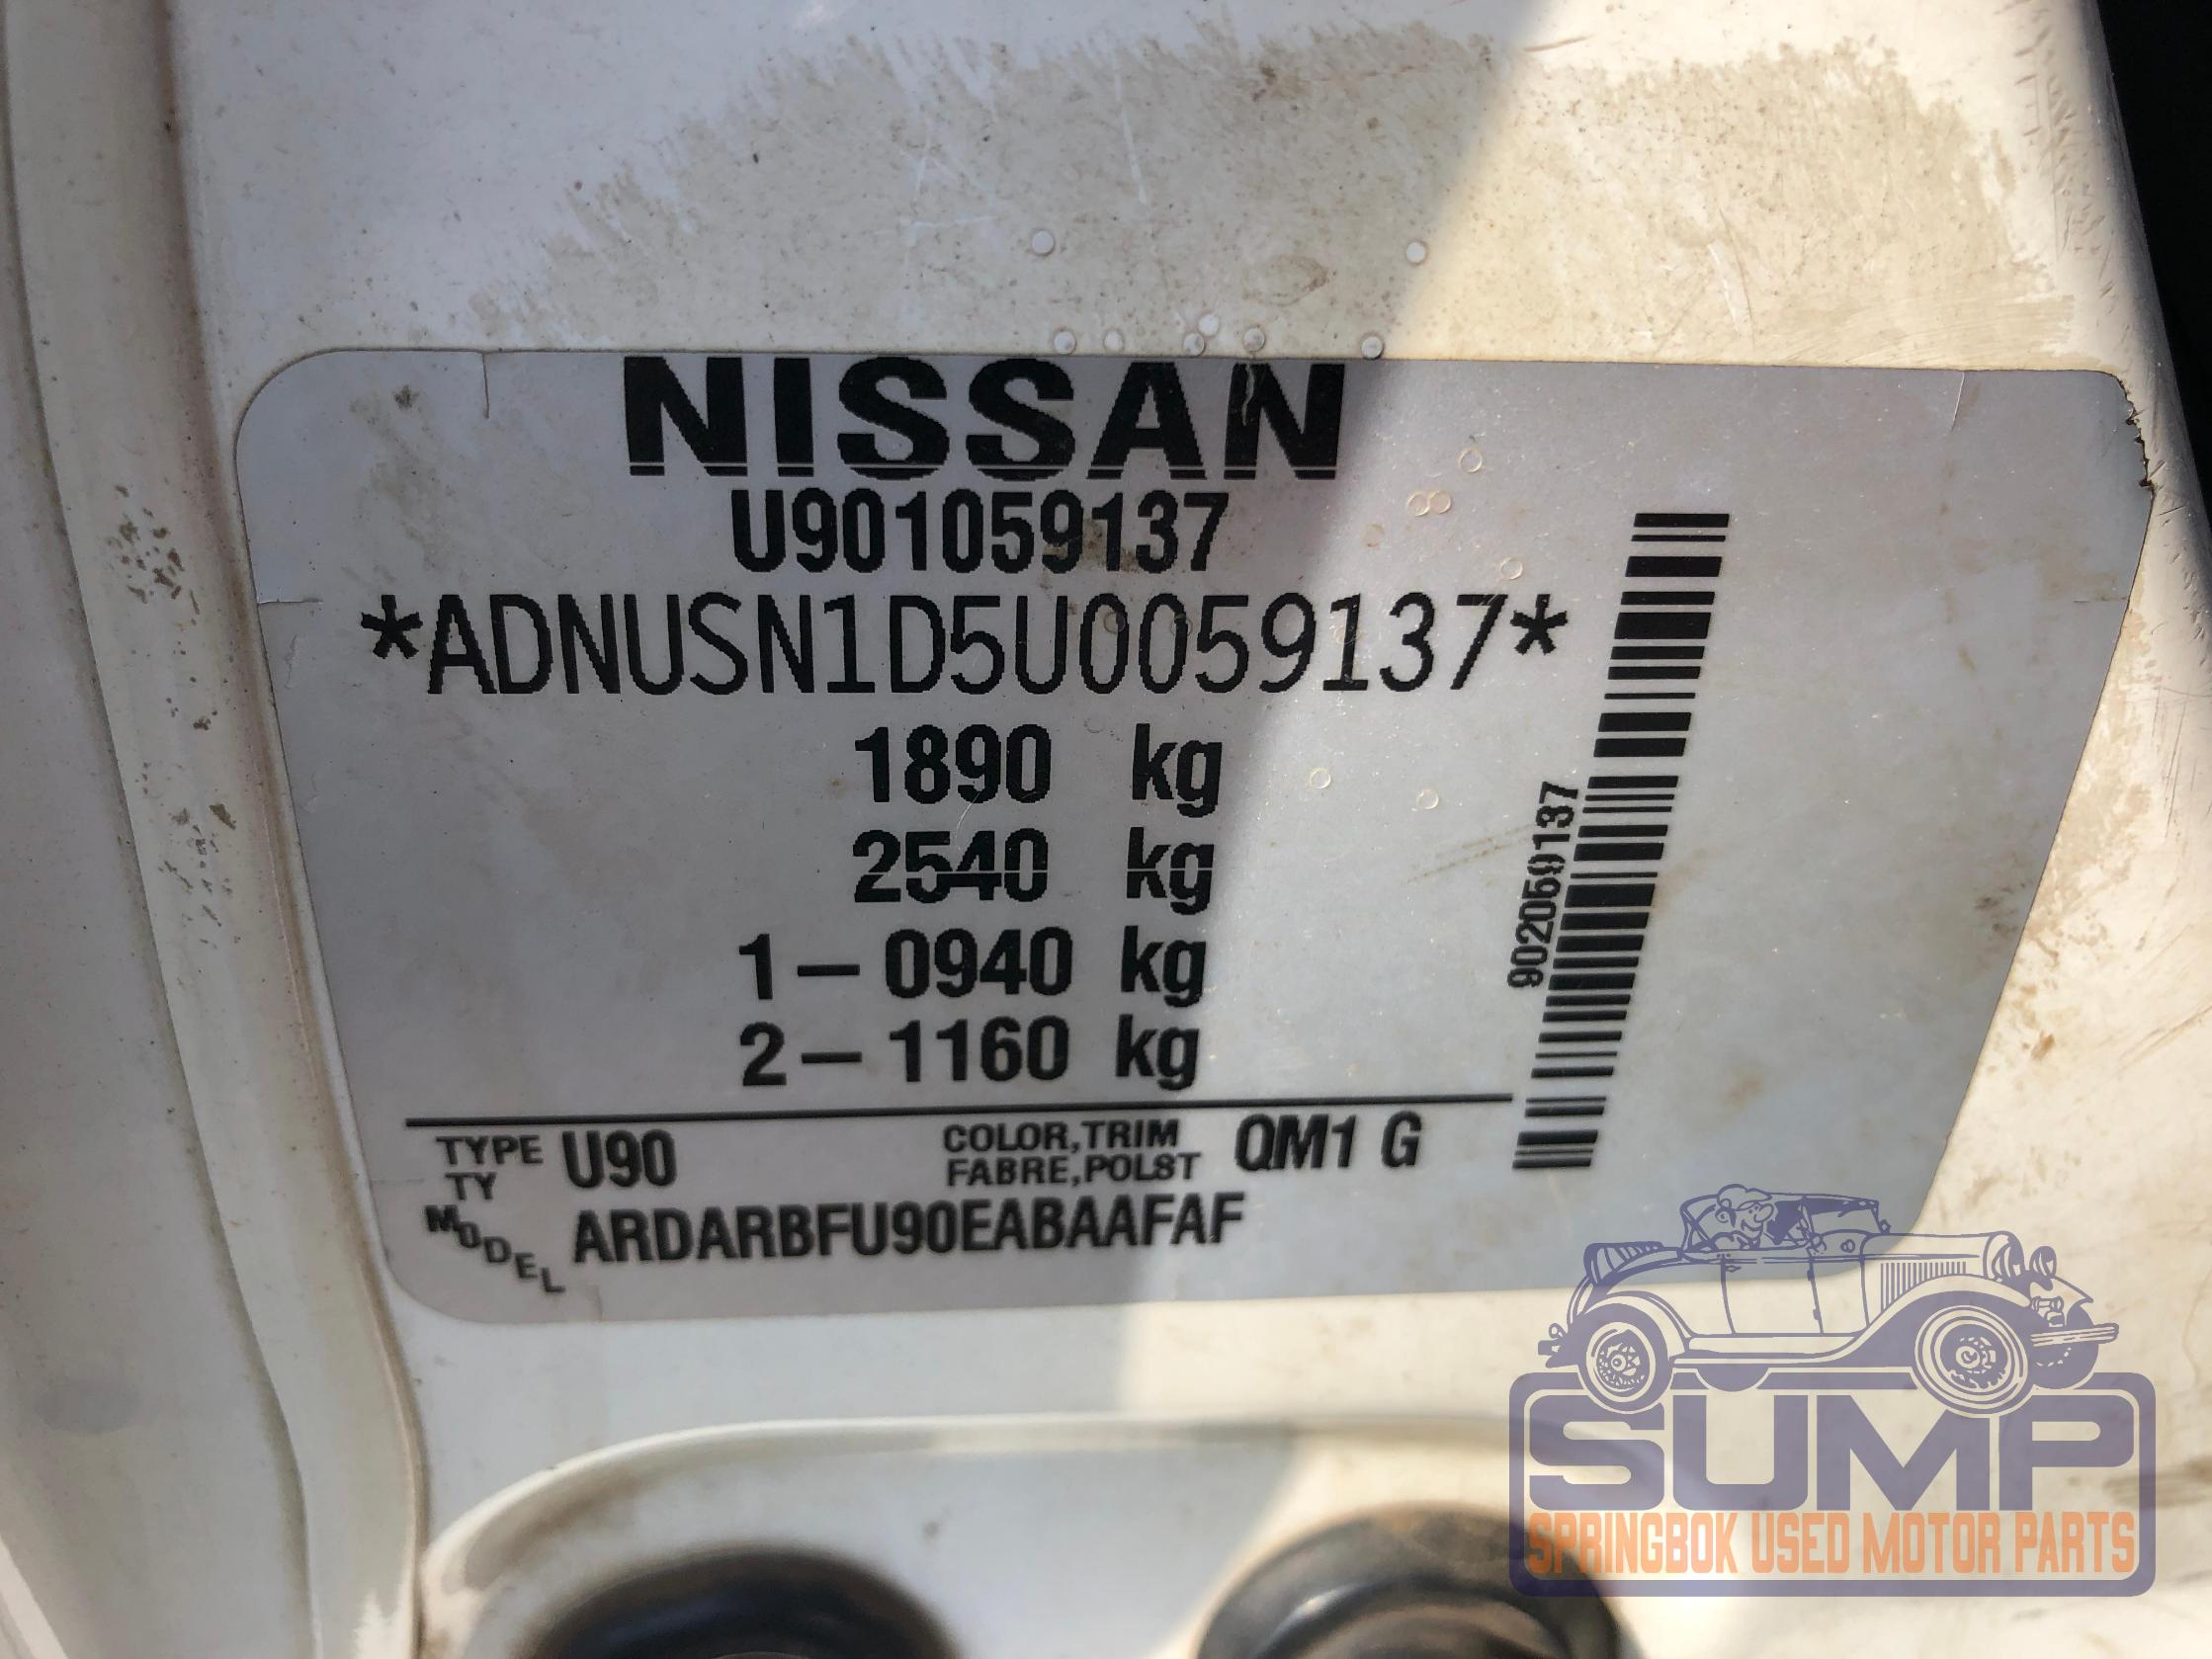 NISSAN
U901059137
*ADNUSN1D5U0059137*
1890 kg
2540 kg
1-0940 kg
2-1160 kg
902D59137
TYPE U90 COLOR,TRIM QM1 G
TY FABRE,POLST
MODEL ARDARBFU90EABAAFAF
SUMP
SPRINGBOK USED MOTOR PARTS